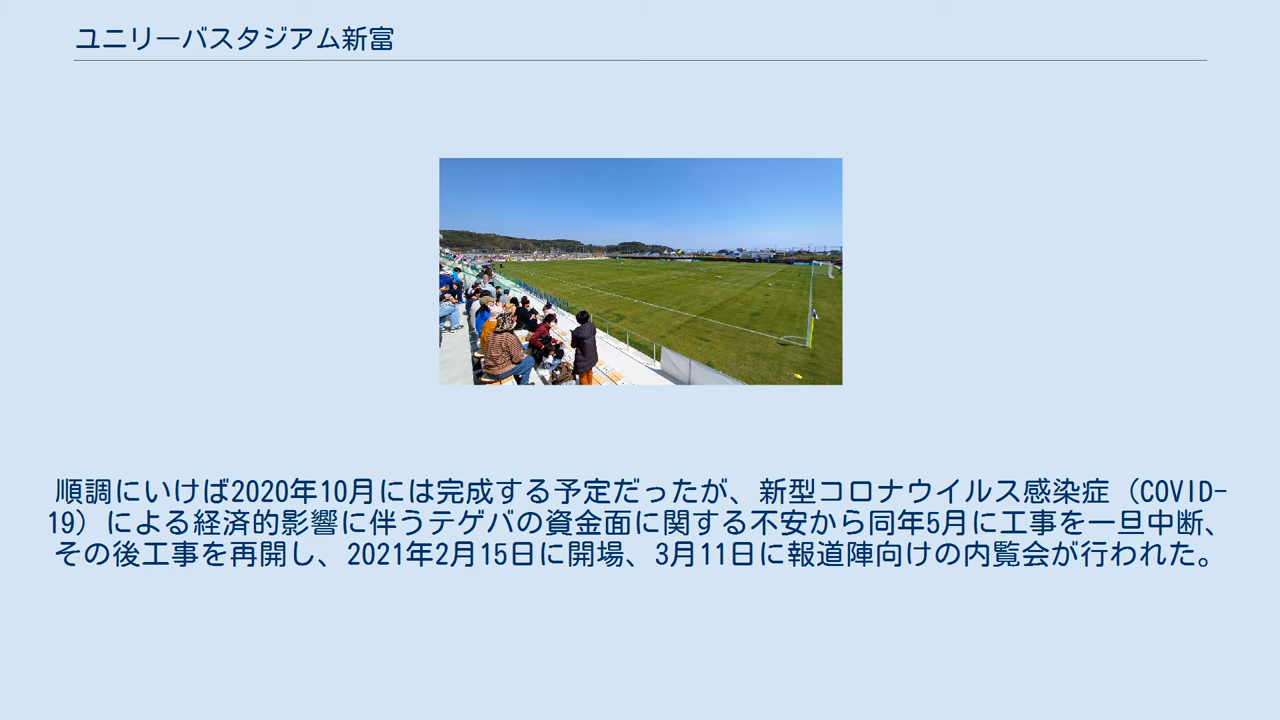 ユニリーバスタジアム新富
順調にいけば2020年10月には完成する予定だったが、新型コロナウイルス感染症（COVID-
19）による経済的影響に伴うテゲバの資金面に関する不安から同年5月に工事を一旦中断、
その後工事を再開し、2021年2月15日に開場、3月11日に報道陣向けの内覧会が行われた。